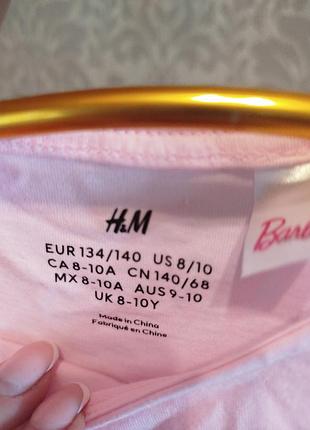 H&M
EUR 134/140 US 8/10
CA 8-10A CN 140/68
MX 8-10A AUS 9-10
UK 8-10Y
Made in China
Fabriqué en Chine